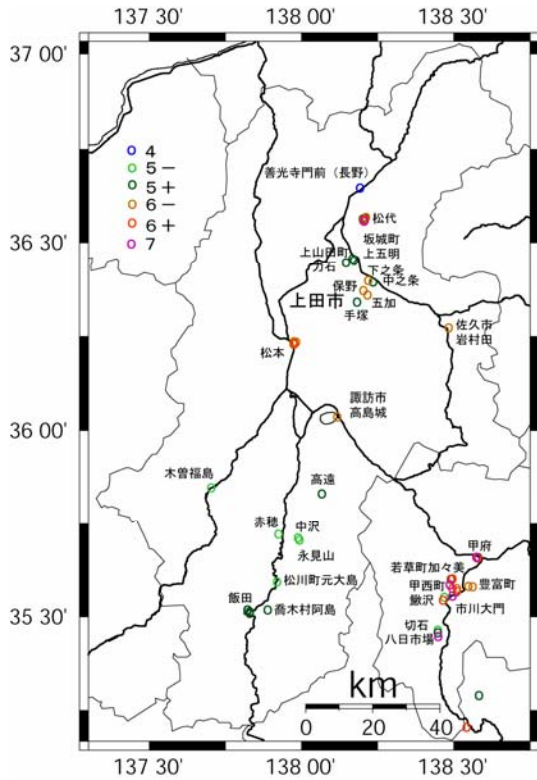 137 30' 138 00' 138 30'
37 00'
4
5－
5＋
6－
6＋
7
善光寺門前（長野）
松代
36 30'
坂城町
上山田町 上五明
力石
下之条
保野 中之条
上田市 五加
手塚
佐久市
岩村田
松本
諏訪市
高島城
36 00'
木曽福島
高遠
赤穂 中沢
永見山
甲府
若草町加々美
松川町元大島
甲西町 豊富町
飯田
鰍沢 市川大門
喬木村阿島
35 30'
切石
八日市場
km
0 20 40
137 30' 138 00' 138 30'